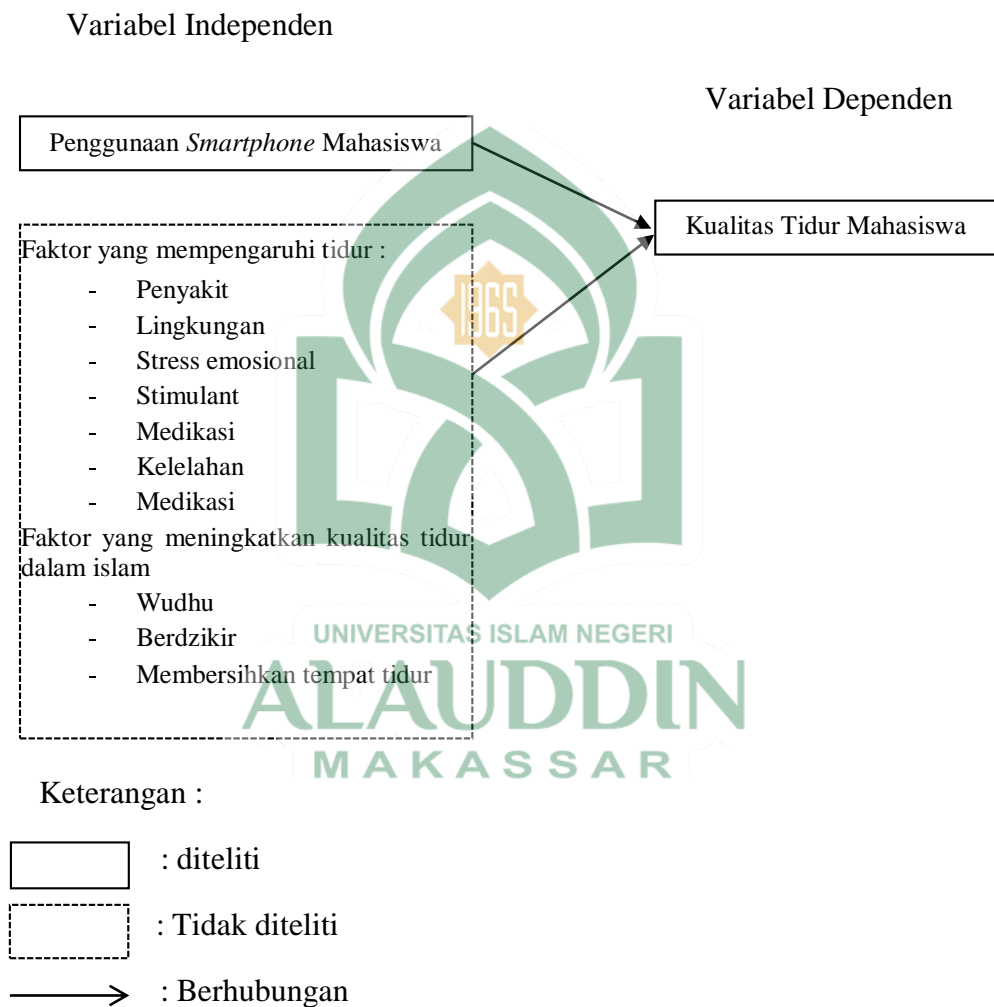 Variabel Independen
Variabel Dependen
Penggunaan Smartphone Mahasiswa
Kualitas Tidur Mahasiswa
Faktor yang mempengaruhi tidur :
- Penyakit
- Lingkungan
- Stress emosional
- Stimulant
- Medikasi
- Kelelahan
- Medikasi
Faktor yang meningkatkan kualitas tidur
dalam islam
- Wudhu
- Berdzikir
- Membersihkan tempat tidur
1965
UNIVERSITAS ISLAM NEGERI
ALAUDDIN
MAKASSAR
Keterangan :
: diteliti
: Tidak diteliti
: Berhubungan